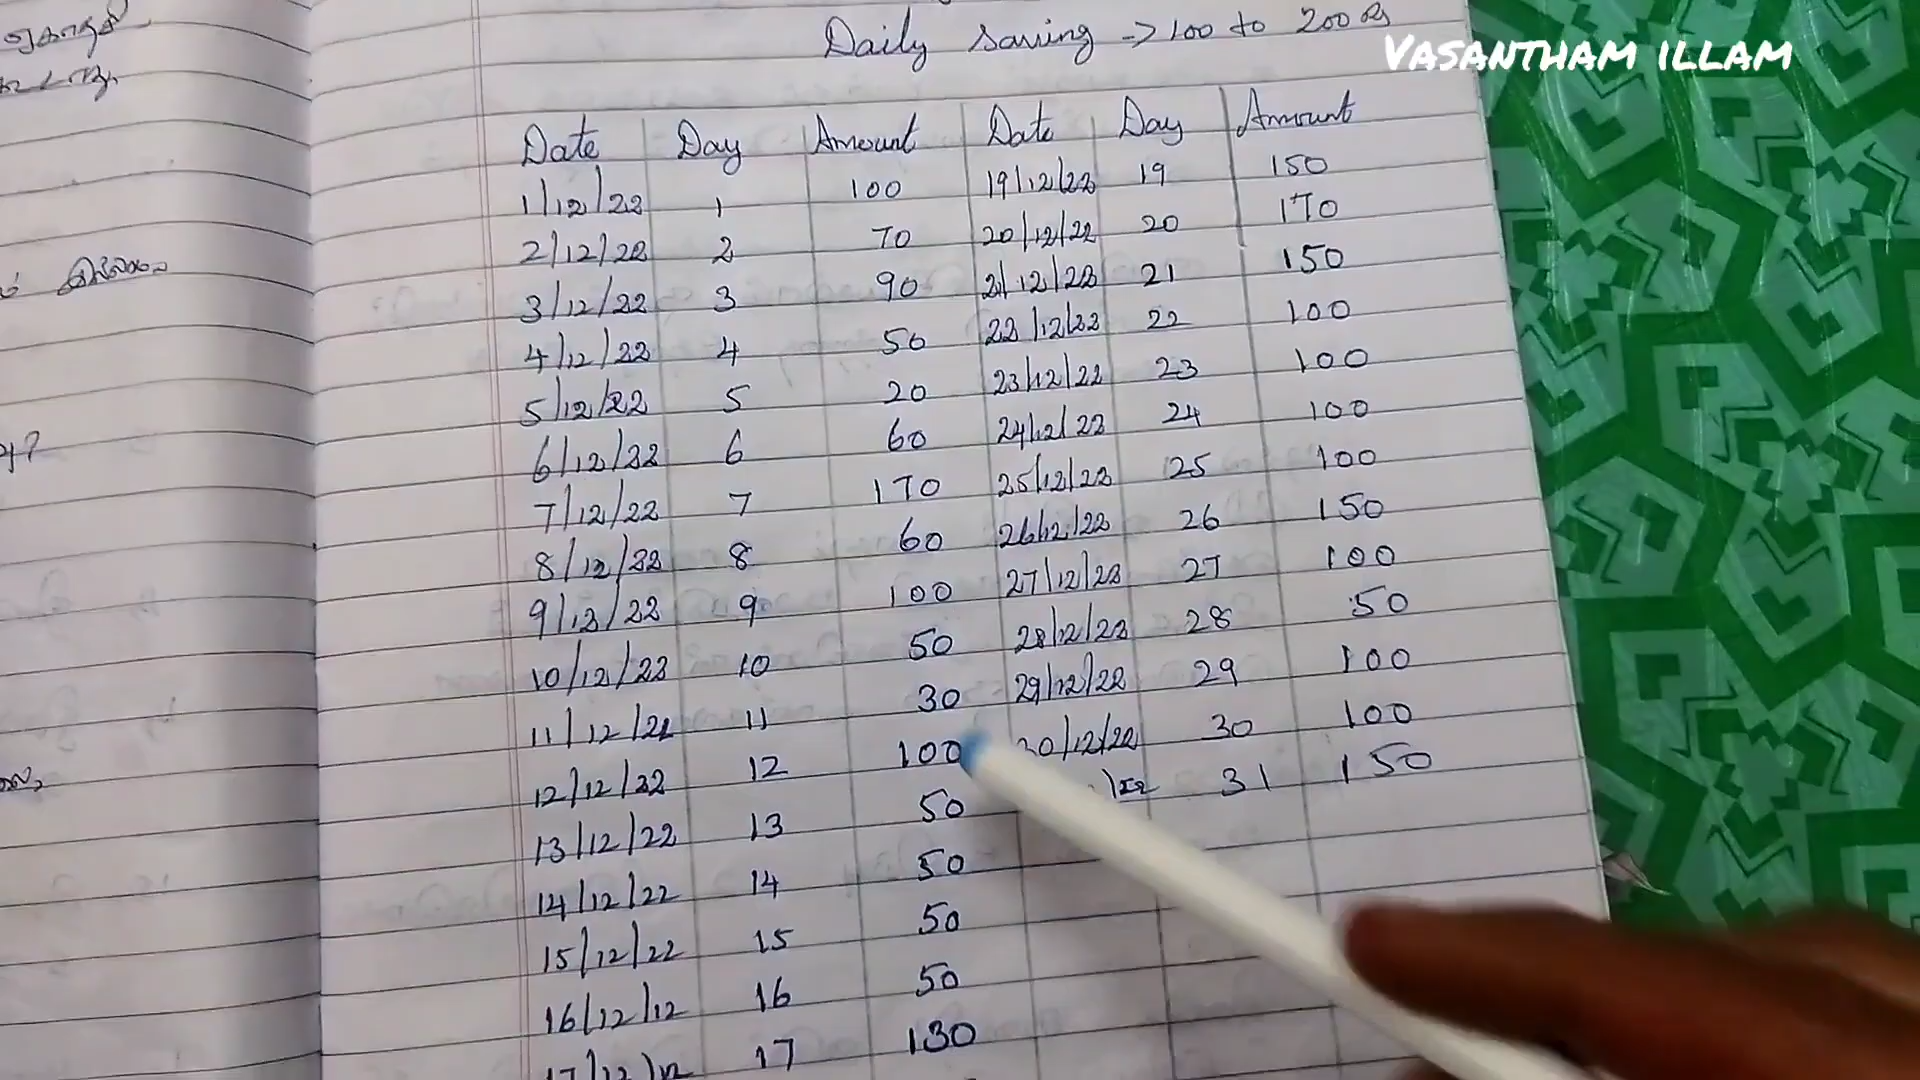 Daily saving -> 100 to 200 Rs
VASANTHAM ILLAM
Date Day Amount Date Day Amount
1/12/22 1 100 19/12/22 19 150
2/12/22 2 70 20/12/22 20 170
3/12/22 3 90 21/12/22 21 150
4/12/22 4 50 22/12/22 22 100
5/12/22 5 20 23/12/22 23 100
6/12/22 6 60 24/12/22 24 100
7/12/22 7 170 25/12/22 25 100
8/12/22 8 60 26/12/22 26 150
9/12/22 9 100 27/12/22 27 100
10/12/22 10 50 28/12/22 28 50
11/12/22 11 30 29/12/22 29 100
12/12/22 12 100 30/12/22 30 100
13/12/22 13 50 /22 31 150
14/12/22 14 50
15/12/22 15 50
16/12/12 16 50
17/12/12 17 130